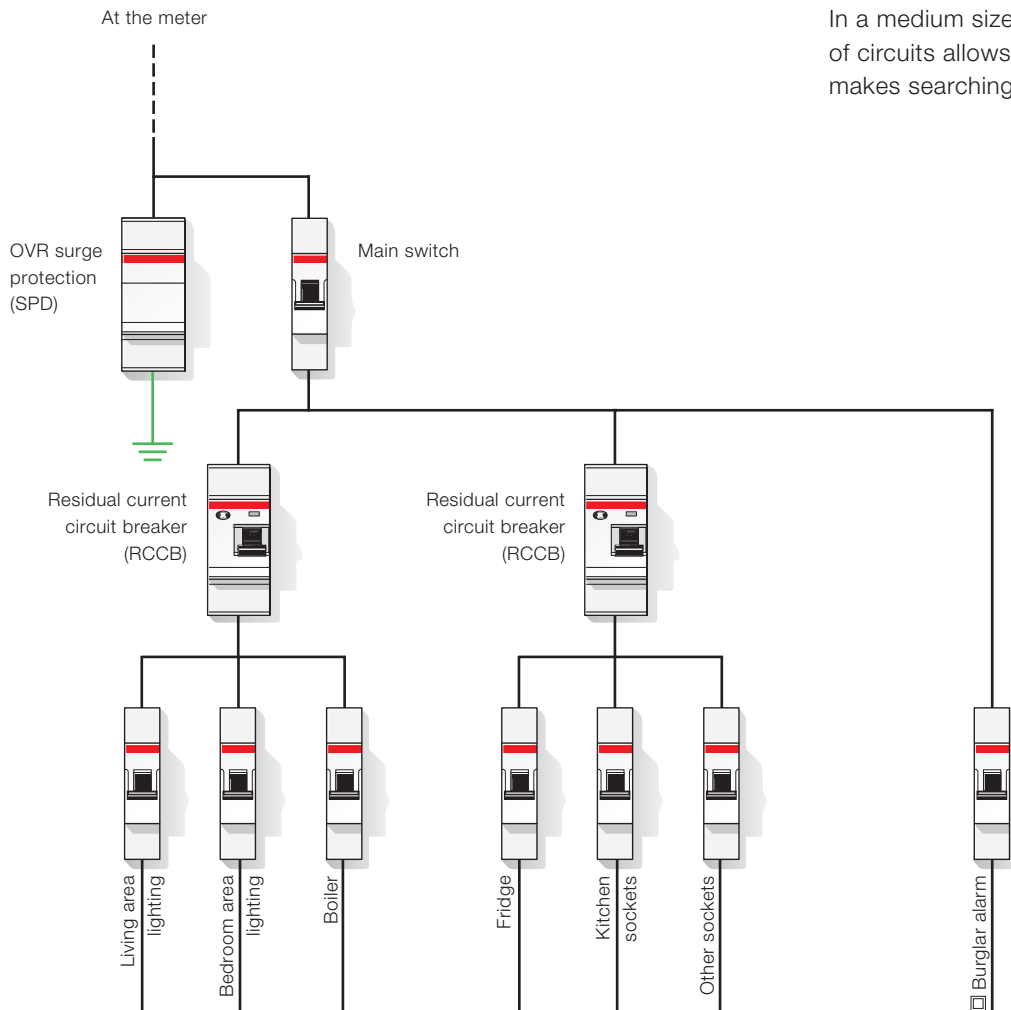 At the meter
In a medium size
of circuits allows
makes searching
OVR surge
protection
(SPD)
Main switch
Residual current
circuit breaker
(RCCB)
Residual current
circuit breaker
(RCCB)
Living area
lighting
Bedroom area
lighting
Boiler
Fridge
Kitchen
sockets
Other sockets
Burglar alarm